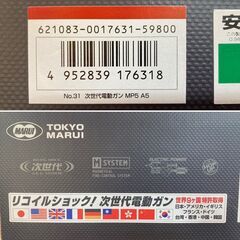 621083-0017631-59800
4 952839 176318
No.31 次世代電動ガン MP5 A5
安
MARUI
TOKYO
MARUI
次世代
M SYSTEM
リコイルショック! 次世代電動ガン
世界9ヶ国特許取得
日本・アメリカ・イギリス
フランス・ドイツ
台湾・香港・中国・韓国